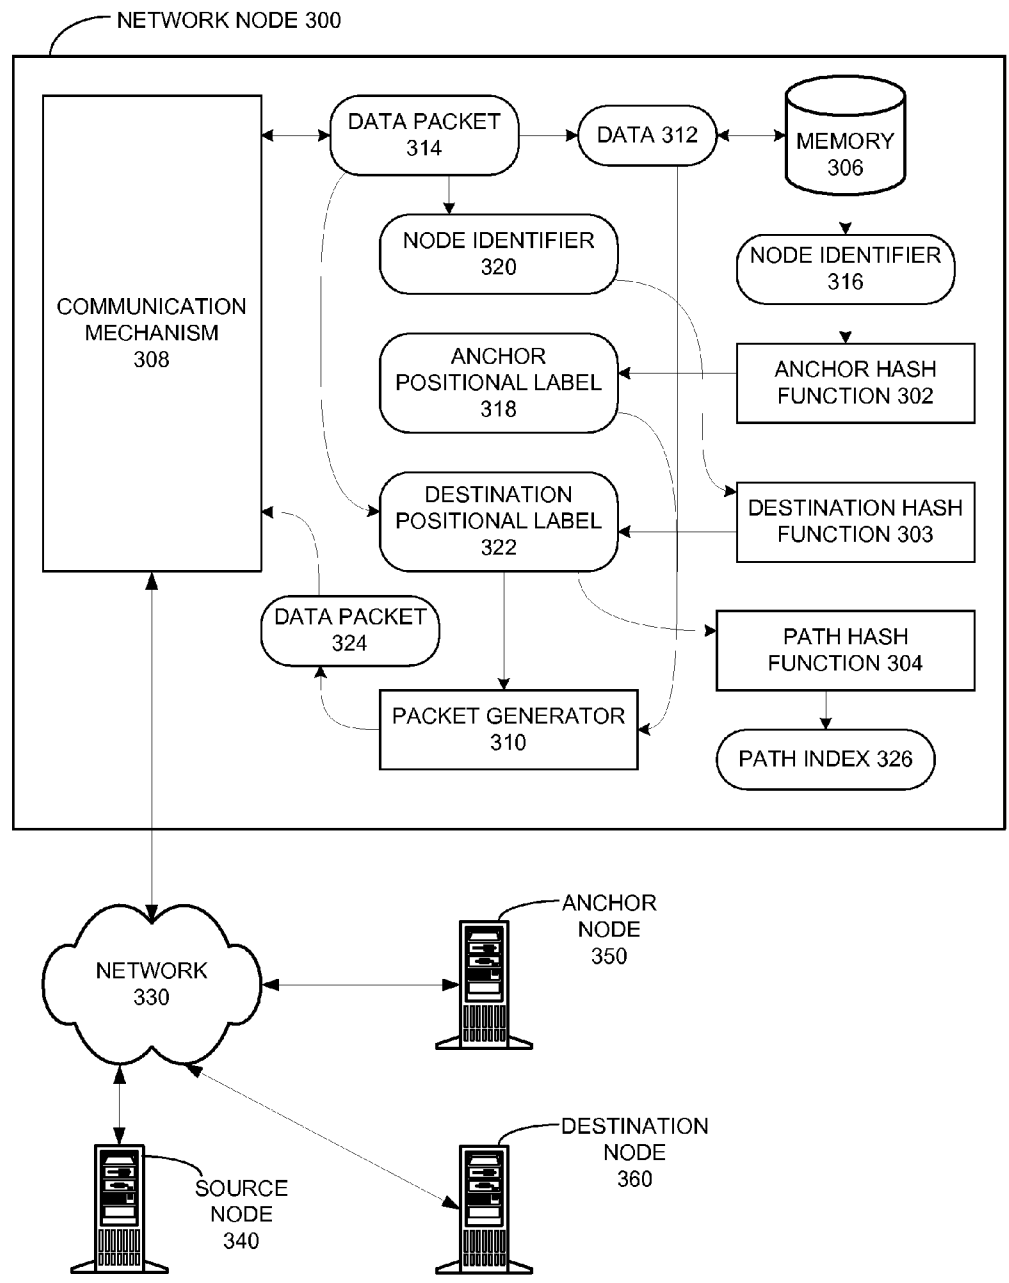 NETWORK NODE 300
COMMUNICATION
MECHANISM
308
DATA PACKET
314
DATA 312
MEMORY
306
NODE IDENTIFIER
320
NODE IDENTIFIER
316
ANCHOR
POSITIONAL LABEL
318
ANCHOR HASH
FUNCTION 302
DESTINATION
POSITIONAL LABEL
322
DESTINATION HASH
FUNCTION 303
DATA PACKET
324
PATH HASH
FUNCTION 304
PACKET GENERATOR
310
PATH INDEX 326
NETWORK
330
ANCHOR
NODE
350
SOURCE
NODE
340
DESTINATION
NODE
360